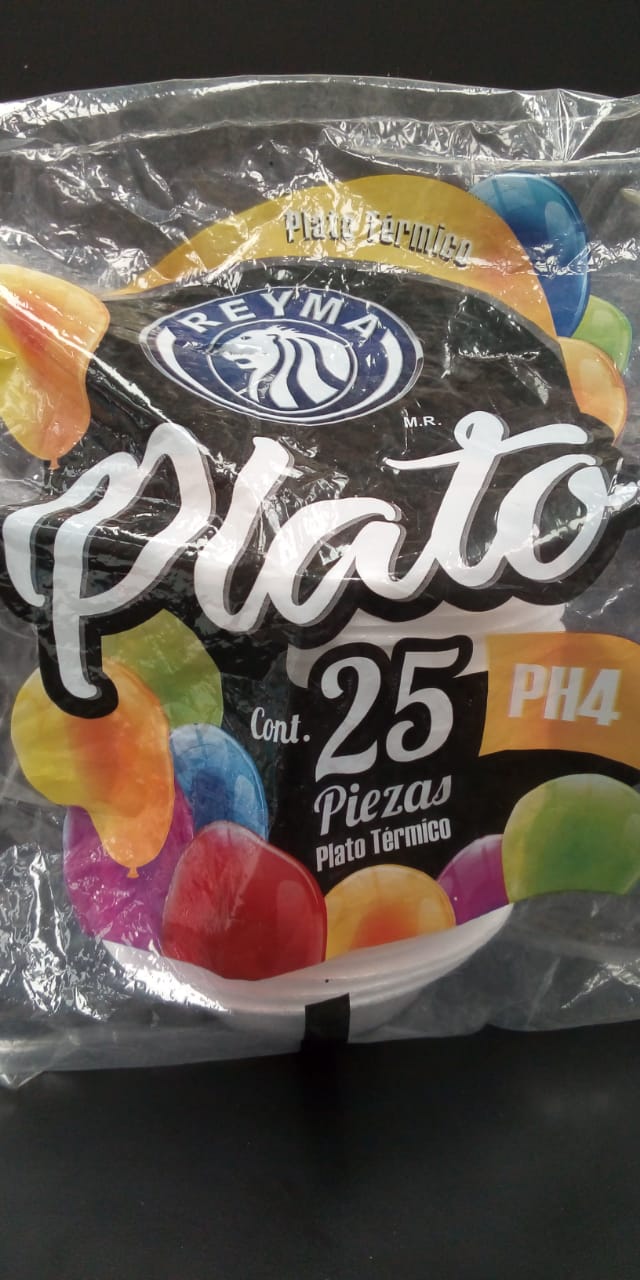 Plato Térmico
REYMA
M.R.
Plato
Cont. 25
PH4
Piezas
Plato Térmico